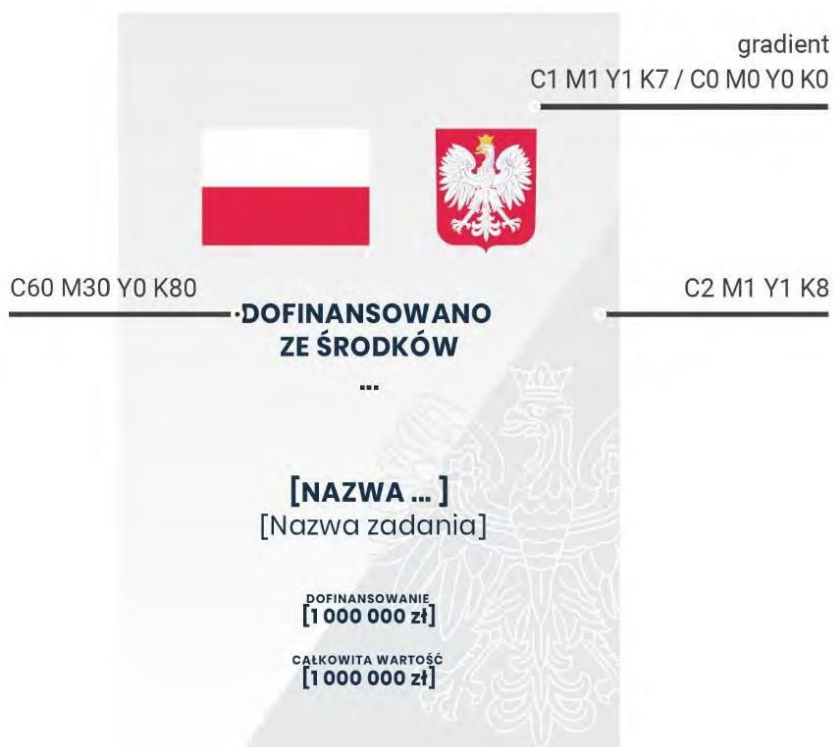 gradient
C1 M1 Y1 K7 / C0 M0 Y0 K0
C60 M30 Y0 K80
C2 M1 Y1 K8
DOFINANSOWANO
ZE ŚRODKÓW
...
[NAZWA ... ]
[Nazwa zadania]
DOFINANSOWANIE
[1 000 000 zł]
CAŁKOWITA WARTOŚĆ
[1 000 000 zł]